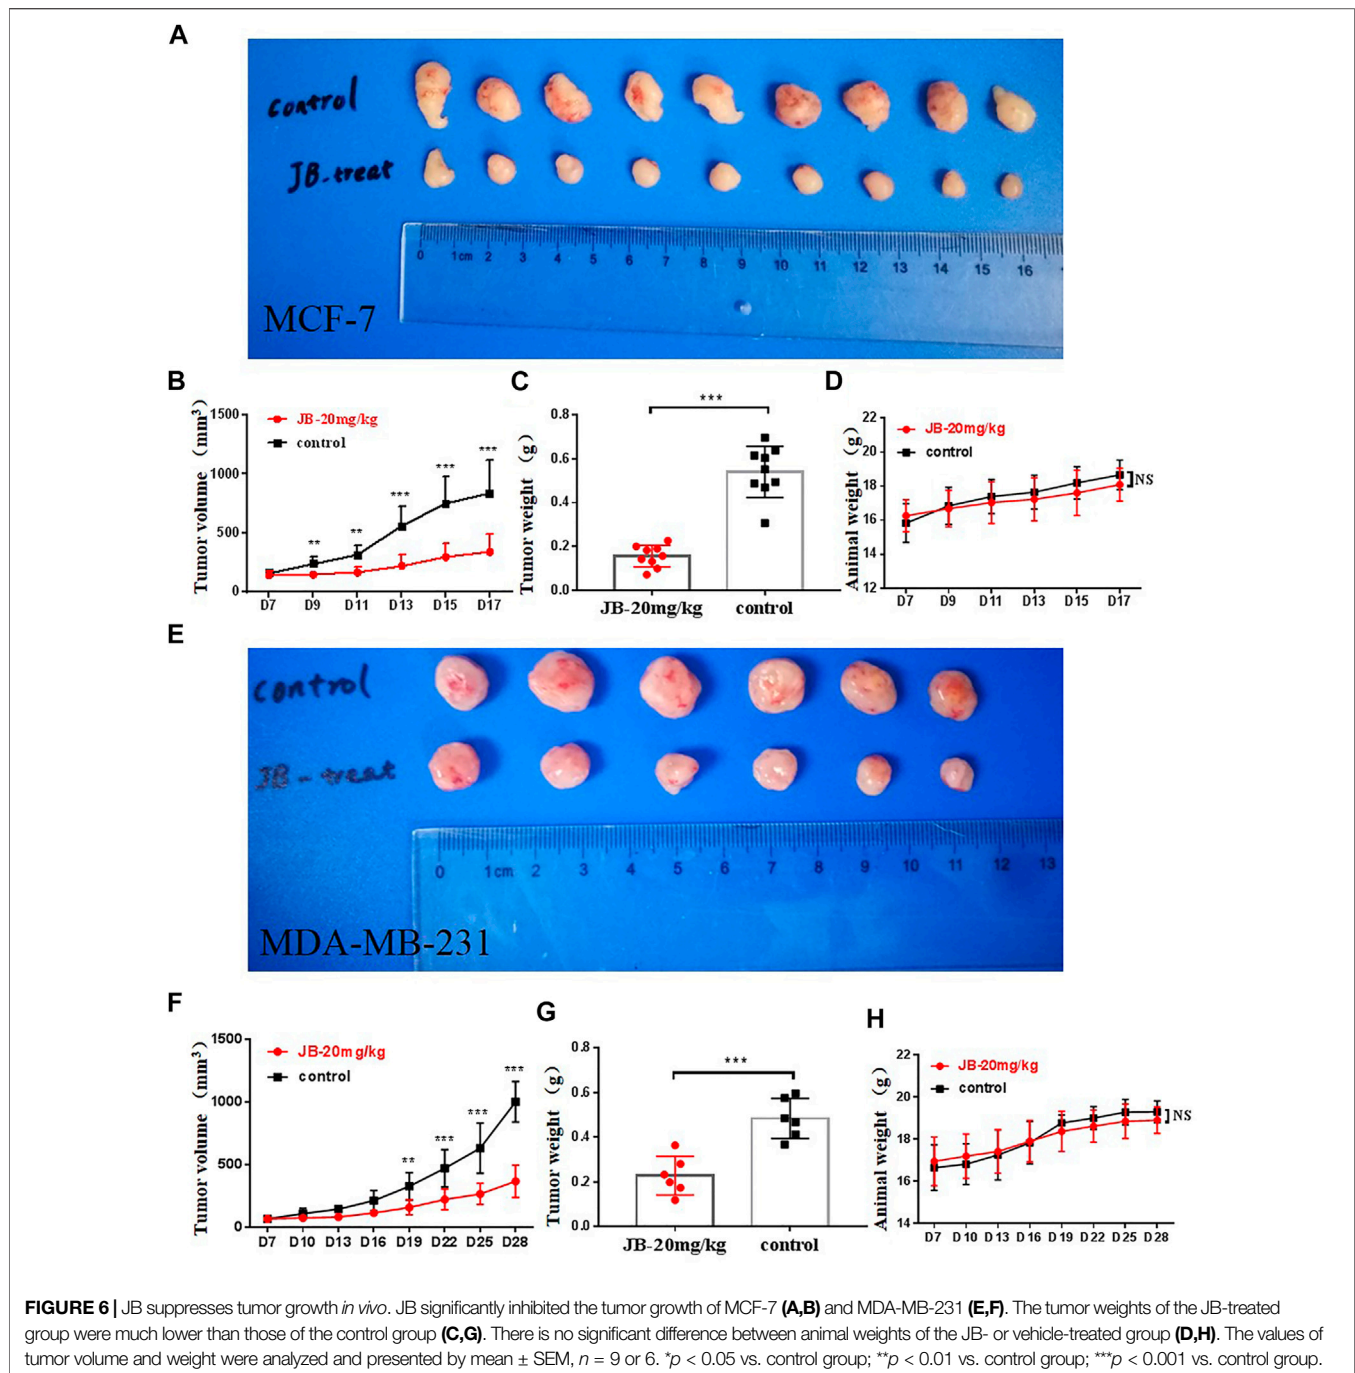 A
control
JB-treat
0 1cm 2 3 4 5 6 7 8 9 10 11 12 13 14 15 16
MCF-7
B
Tumor volume (mm³)
1500
1000
500
0
JB-20mg/kg
control
** ** *** *** ***
D7 D9 D11 D13 D15 D17
C
Tumor weight (g)
0.8
0.6
0.4
0.2
0.0
***
JB-20mg/kg control
D
Animal weight (g)
22
20
18
16
14
12
JB-20mg/kg
control
NS
D7 D9 D11 D13 D15 D17
E
control
JB-treat
0 1cm 2 3 4 5 6 7 8 9 10 11 12 13
MDA-MB-231
F
Tumor volume (mm³)
1500
1000
500
0
JB-20mg/kg
control
** *** *** ***
D7 D10 D13 D16 D19 D22 D25 D28
G
Tumor weight (g)
0.8
0.6
0.4
0.2
0.0
***
JB-20mg/kg control
H
Animal weight (g)
22
20
18
16
14
JB-20mg/kg
control
NS
D7 D10 D13 D16 D19 D22 D25 D28
FIGURE 6 | JB suppresses tumor growth in vivo. JB significantly inhibited the tumor growth of MCF-7 (A,B) and MDA-MB-231 (E,F). The tumor weights of the JB-treated
group were much lower than those of the control group (C,G). There is no significant difference between animal weights of the JB- or vehicle-treated group (D,H). The values of
tumor volume and weight were analyzed and presented by mean ± SEM, n = 9 or 6. *p < 0.05 vs. control group; **p < 0.01 vs. control group; ***p < 0.001 vs. control group.